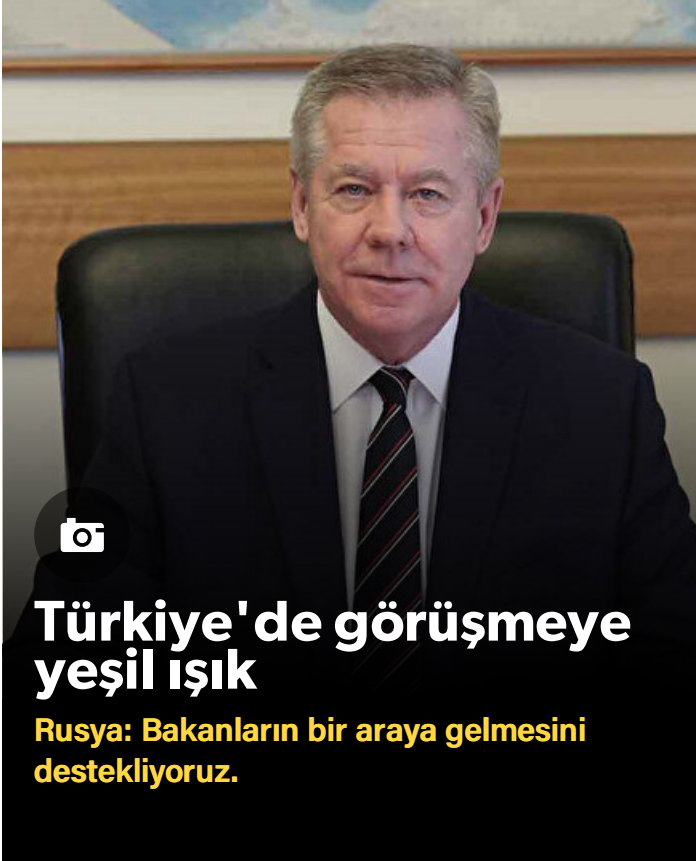 Türkiye'de görüşmeye
yeşil ışık
Rusya: Bakanların bir araya gelmesini
destekliyoruz.